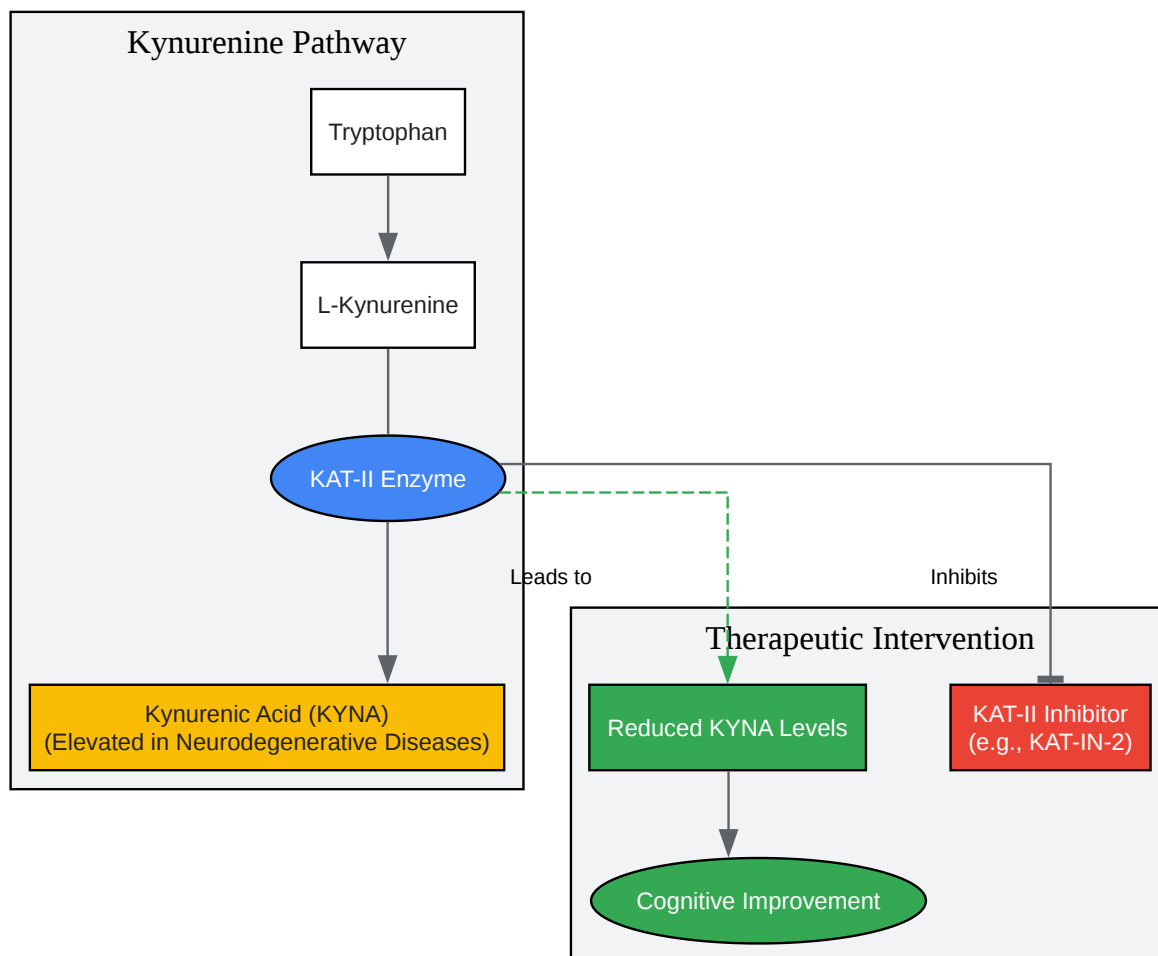 Kynurenine Pathway
Tryptophan
L-Kynurenine
KAT-II Enzyme
Leads to
Inhibits
Therapeutic Intervention
Kynurenic Acid (KYNA)
(Elevated in Neurodegenerative Diseases)
Reduced KYNA Levels
KAT-II Inhibitor
(e.g., KAT-IN-2)
Cognitive Improvement